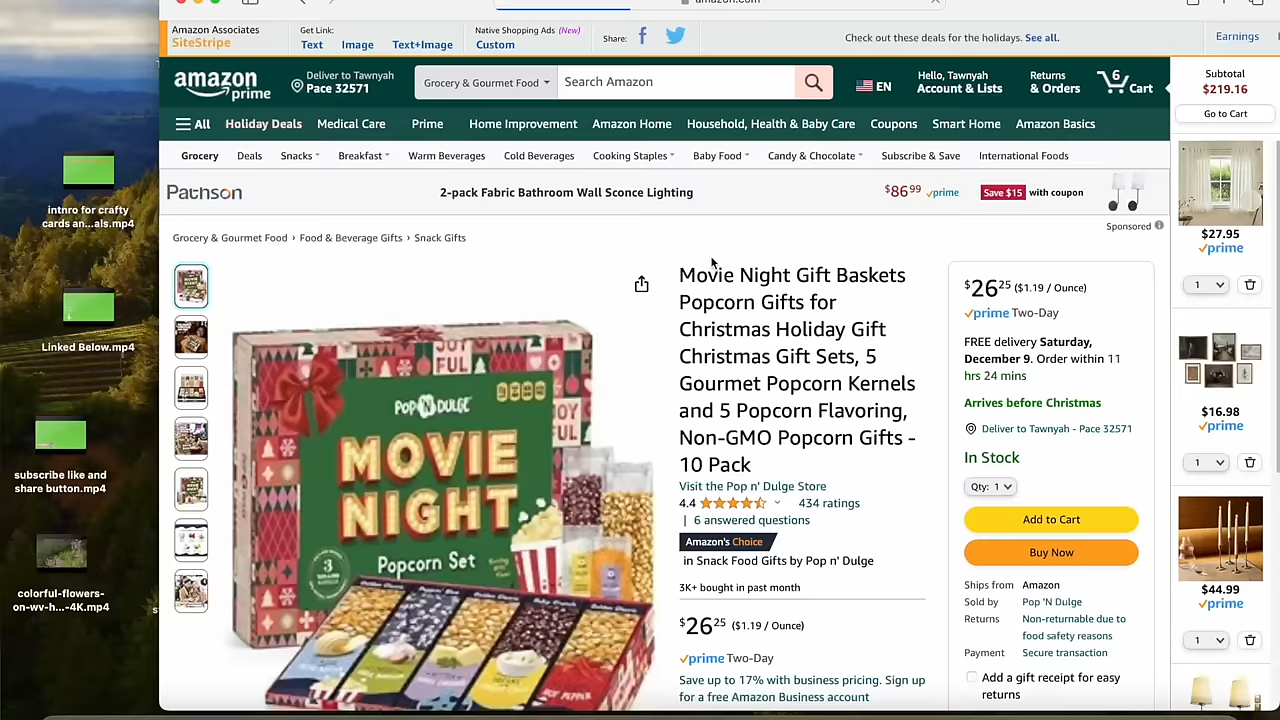 amazon.com
Amazon Associates
SiteStripe
Get Link:
Text Image Text+Image
Native Shopping Ads (New)
Custom
Share:
Check out these deals for the holidays. See all.
Earnings
amazon prime
Deliver to Tawnyah
Pace 32571
Grocery & Gourmet Food
Search Amazon
EN
Hello, Tawnyah
Account & Lists
Returns
& Orders
6
Cart
Subtotal
$219.16
Go to Cart
All Holiday Deals Medical Care Prime Home Improvement Amazon Home Household, Health & Baby Care Coupons Smart Home Amazon Basics
Grocery Deals Snacks Breakfast Warm Beverages Cold Beverages Cooking Staples Baby Food Candy & Chocolate Subscribe & Save International Foods
2-pack Fabric Bathroom Wall Sconce Lighting
$86 99 prime
Save $15 with coupon
Sponsored
Grocery & Gourmet Food › Food & Beverage Gifts › Snack Gifts
POP N DULGE
MOVIE
NIGHT
Popcorn Set
JOY
FUL
3
Movie Night Gift Baskets
Popcorn Gifts for
Christmas Holiday Gift
Christmas Gift Sets, 5
Gourmet Popcorn Kernels
and 5 Popcorn Flavoring,
Non-GMO Popcorn Gifts -
10 Pack
Visit the Pop n' Dulge Store
4.4 434 ratings
| 6 answered questions
Amazon's Choice
in Snack Food Gifts by Pop n' Dulge
3K+ bought in past month
$26 25 ($1.19 / Ounce)
prime Two-Day
Save up to 17% with business pricing. Sign up
for a free Amazon Business account
$26 25 ($1.19 / Ounce)
prime Two-Day
FREE delivery Saturday,
December 9. Order within 11
hrs 24 mins
Arrives before Christmas
Deliver to Tawnyah - Pace 32571
In Stock
Qty: 1
Add to Cart
Buy Now
Ships from Amazon
Sold by Pop 'N Dulge
Returns Non-returnable due to
food safety reasons
Payment Secure transaction
Add a gift receipt for easy
returns
$27.95
prime
1
$16.98
prime
1
$44.99
prime
1
intnro for crafty
cards an...als.mp4
Linked Below.mp4
subscribe like and
share button.mp4
colorful-flowers-
on-wv-h...-4K.mp4